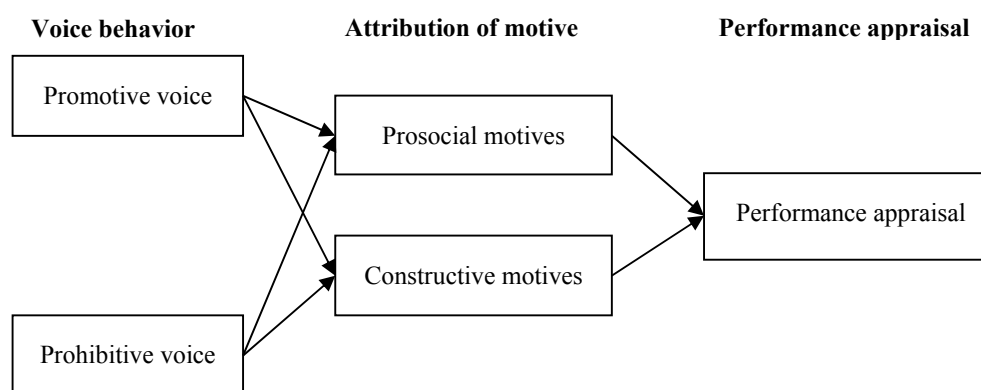 Voice behavior
Attribution of motive
Performance appraisal
Promotive voice
Prosocial motives
Performance appraisal
Constructive motives
Prohibitive voice